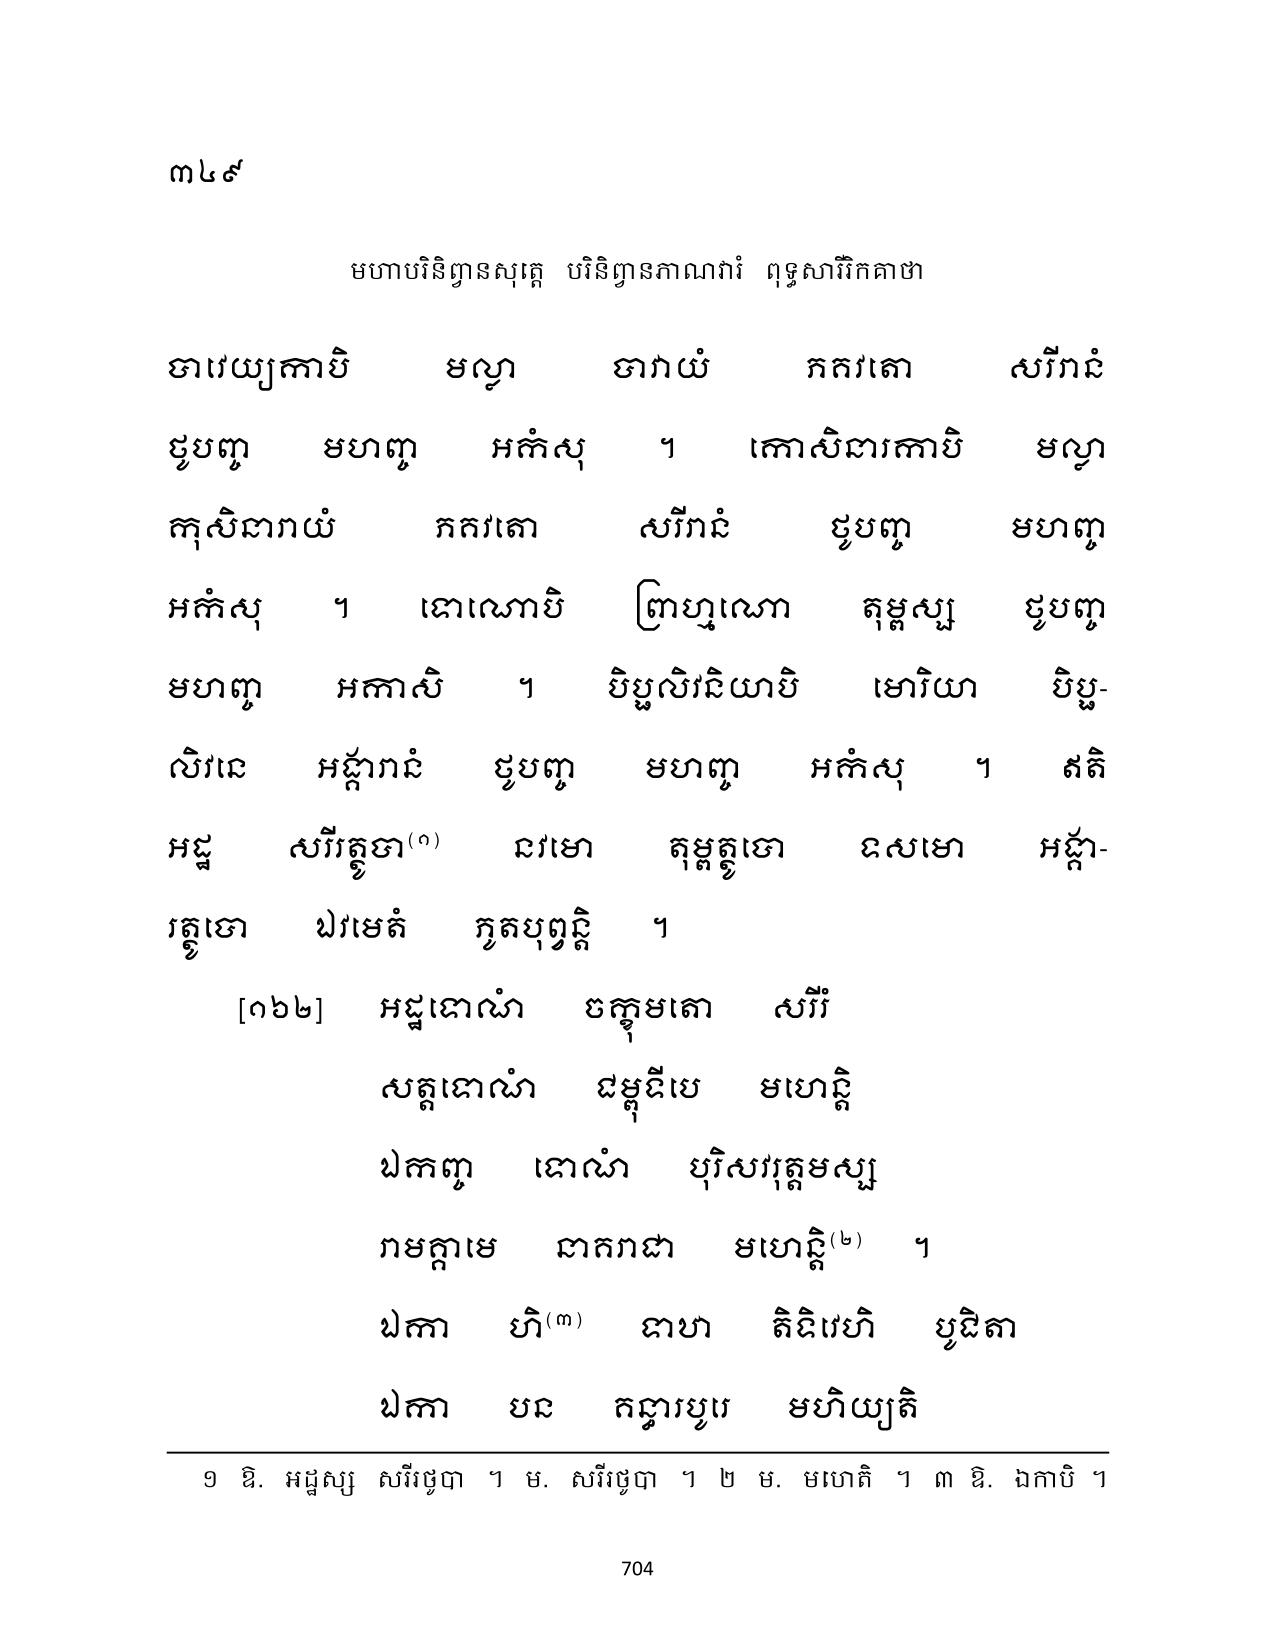 ៣៤៩
មហាបរិនិព្វានសុត្តេ បរិនិព្វានភាណវារំ ពុទ្ធសារីរិកគាថា
បាវេយ្យកាបិ មល្លា បាវាយំ ភគវតោ សរីរានំ
ថូបញ្ច មហញ្ច អកំសុ ។ កោសិនារកាបិ មល្លា
កុសិនារាយំ ភគវតោ សរីរានំ ថូបញ្ច មហញ្ច
អកំសុ ។ ទោណោបិ ព្រាហ្មណោ តុម្ពស្ស ថូបញ្ច
មហញ្ច អកាសិ ។ បិប្ផលិវនិយាបិ មោរិយា បិប្ផ-
លិវនេ អង្គារានំ ថូបញ្ច មហញ្ច អកំសុ ។ ឥតិ
អដ្ឋ សរីរត្ថូបា(១) នវមោ តុម្ពត្ថូបោ ទសមោ អង្គា-
រត្ថូបោ ឯវមេតំ ភូតបុព្វន្តិ ។
[១៦២] អដ្ឋទោណំ ចក្ខុមតោ សរីរំ
សត្តទោណំ ជម្ពុទីបេ មហេន្តិ
ឯកញ្ច ទោណំ បុរិសវរុត្តមស្ស
រាមគ្គាមេ នាគរាជា មហេន្តិ(២) ។
ឯកា ហិ(៣) ទាឋា តិទិវេហិ បូជិតា
ឯកា បន គន្ធារបូរេ មហិយ្យតិ
១ ឱ. អដ្ឋស្ស សរីរថូបា ។ ម. សរីរថូបា ។ ២ ម. មហេតិ ។ ៣ ឱ. ឯកាបិ ។
704